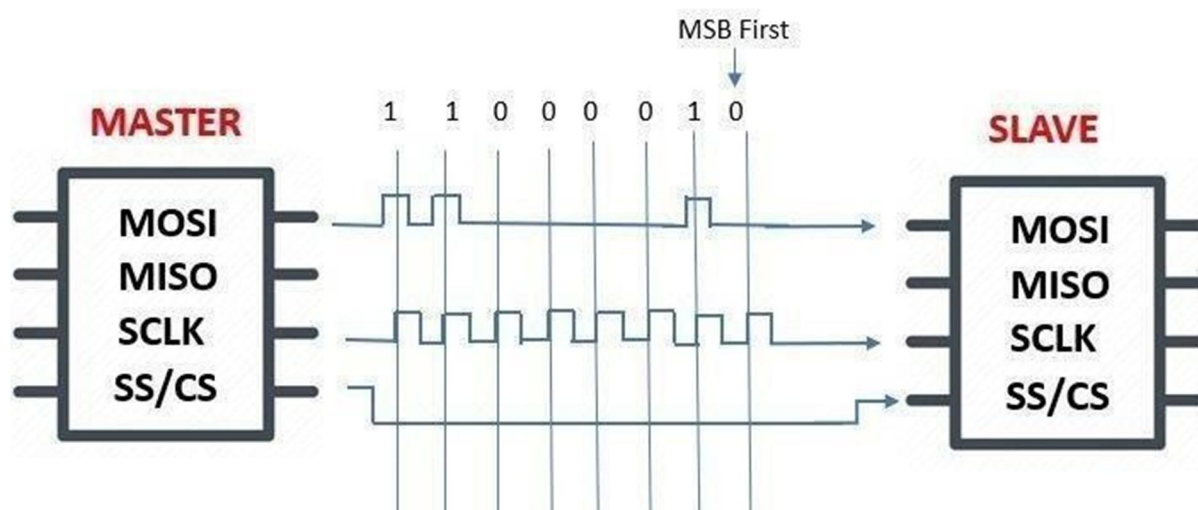 MSB First
1 1 0 0 0 0 1 0
MASTER
MOSI
MISO
SCLK
SS/CS
SLAVE
MOSI
MISO
SCLK
SS/CS